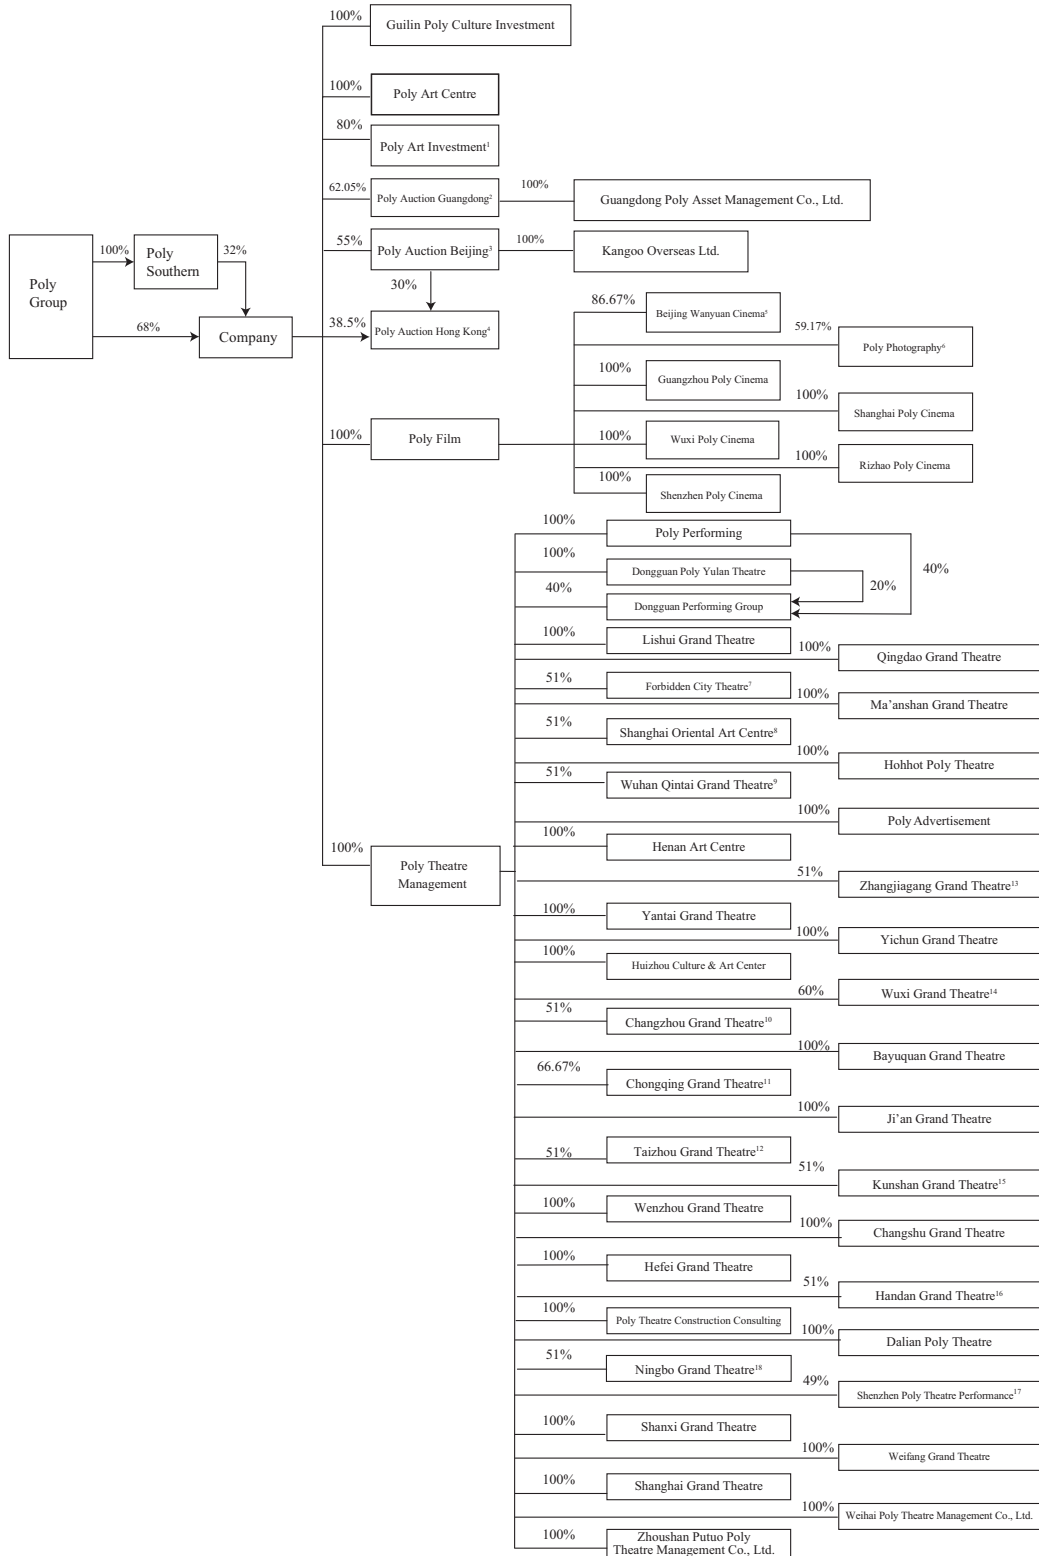 100%
Guilin Poly Culture Investment
100%
Poly Art Centre
80%
Poly Art Investment¹
62.05%
Poly Auction Guangdong²
100%
Guangdong Poly Asset Management Co., Ltd.
Poly
Group
100%
Poly
Southern
32%
55%
Poly Auction Beijing³
100%
Kangoo Overseas Ltd.
30%
68%
Company
38.5%
Poly Auction Hong Kong⁴
86.67%
Beijing Wanyuan Cinema⁵
59.17%
Poly Photography⁶
100%
Guangzhou Poly Cinema
100%
Shanghai Poly Cinema
100%
Poly Film
100%
Wuxi Poly Cinema
100%
Rizhao Poly Cinema
100%
Shenzhen Poly Cinema
100%
Poly Performing
100%
Dongguan Poly Yulan Theatre
40%
20%
40%
Dongguan Performing Group
100%
Lishui Grand Theatre
100%
Qingdao Grand Theatre
51%
Forbidden City Theatre⁷
100%
Ma’anshan Grand Theatre
51%
Shanghai Oriental Art Centre⁸
100%
Hohhot Poly Theatre
51%
Wuhan Qintai Grand Theatre⁹
100%
Poly Advertisement
100%
Henan Art Centre
100%
Poly Theatre
Management
51%
Zhangjiagang Grand Theatre¹³
100%
Yantai Grand Theatre
100%
Yichun Grand Theatre
100%
Huizhou Culture & Art Center
60%
Wuxi Grand Theatre¹⁴
51%
Changzhou Grand Theatre¹⁰
100%
Bayuquan Grand Theatre
66.67%
Chongqing Grand Theatre¹¹
100%
Ji’an Grand Theatre
51%
Taizhou Grand Theatre¹²
51%
Kunshan Grand Theatre¹⁵
100%
Wenzhou Grand Theatre
100%
Changshu Grand Theatre
100%
Hefei Grand Theatre
51%
Handan Grand Theatre¹⁶
100%
Poly Theatre Construction Consulting
100%
Dalian Poly Theatre
51%
Ningbo Grand Theatre¹⁸
49%
Shenzhen Poly Theatre Performance¹⁷
100%
Shanxi Grand Theatre
100%
Weifang Grand Theatre
100%
Shanghai Grand Theatre
100%
Weihai Poly Theatre Management Co., Ltd.
100%
Zhoushan Putuo Poly
Theatre Management Co., Ltd.